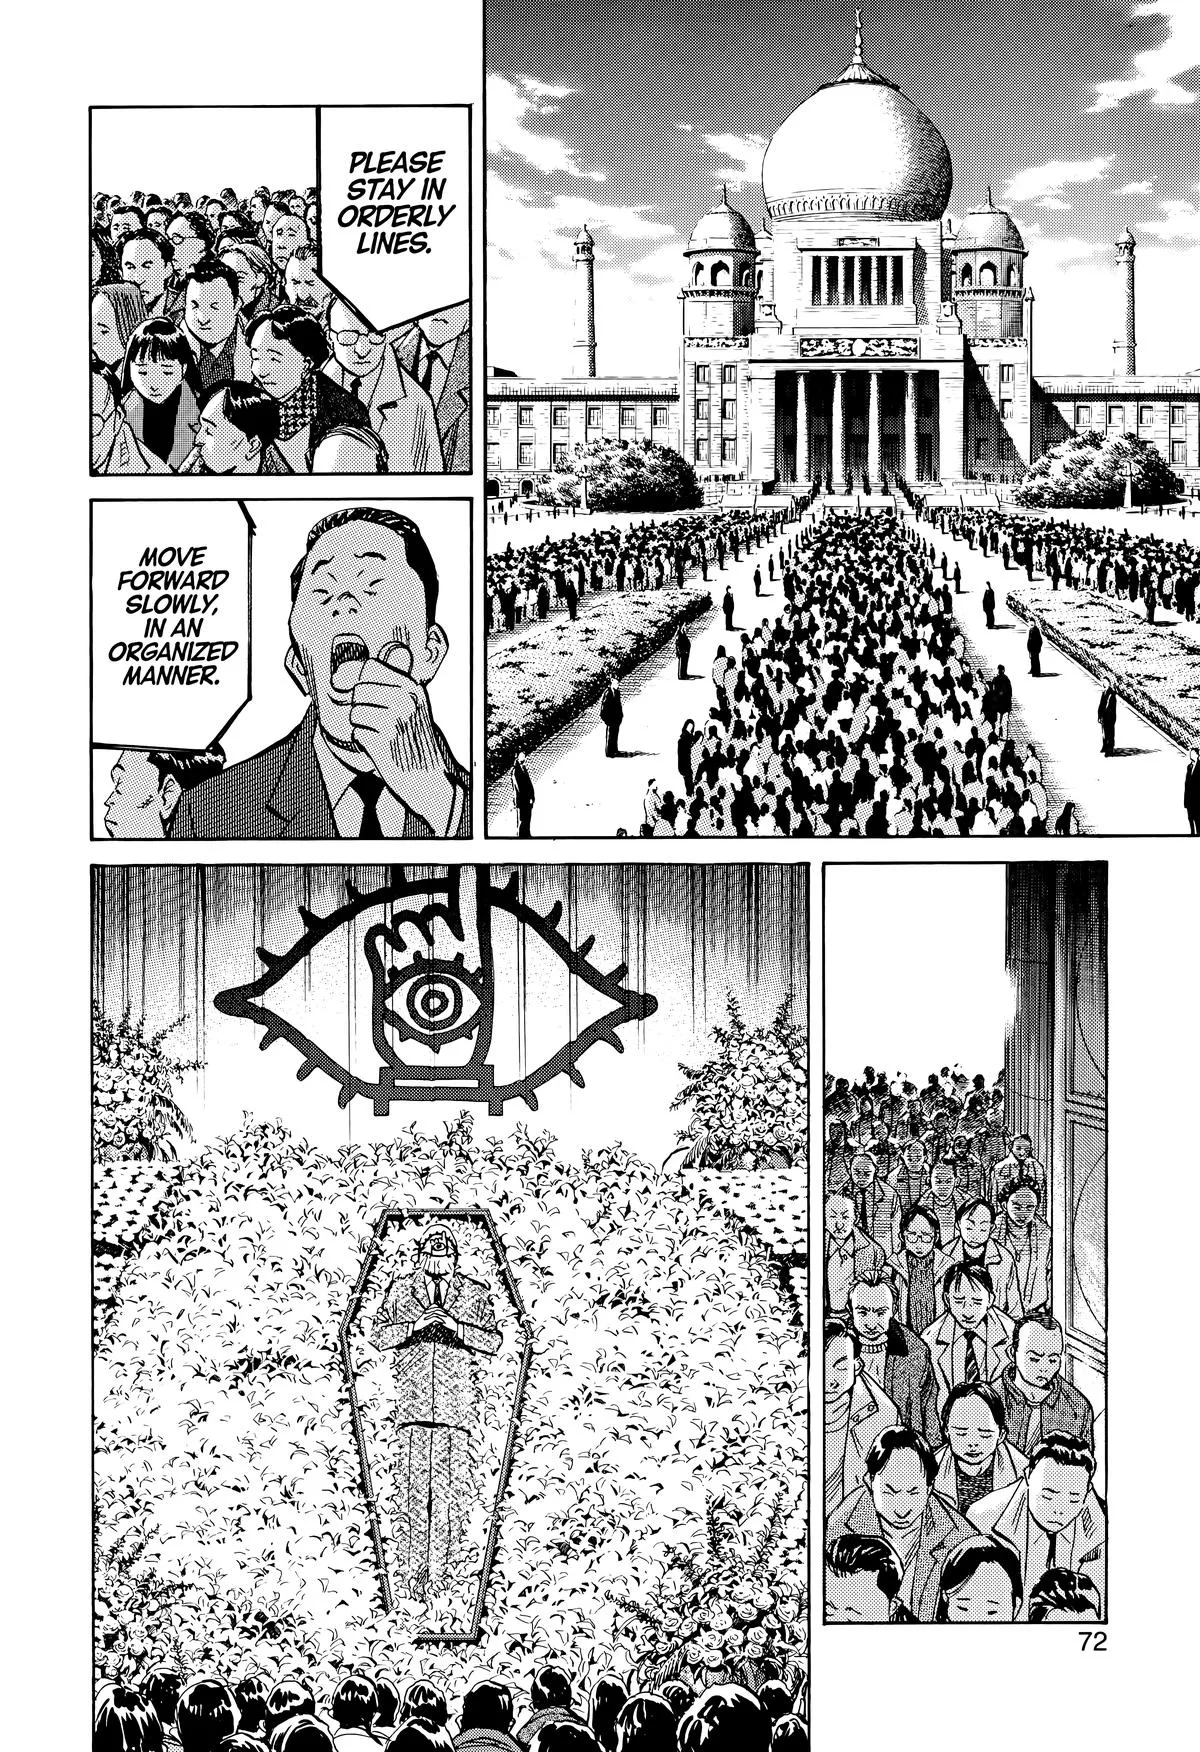 PLEASE
STAY IN
ORDERLY
LINES.
MOVE
FORWARD
SLOWLY,
IN AN
ORGANIZED
MANNER.
72